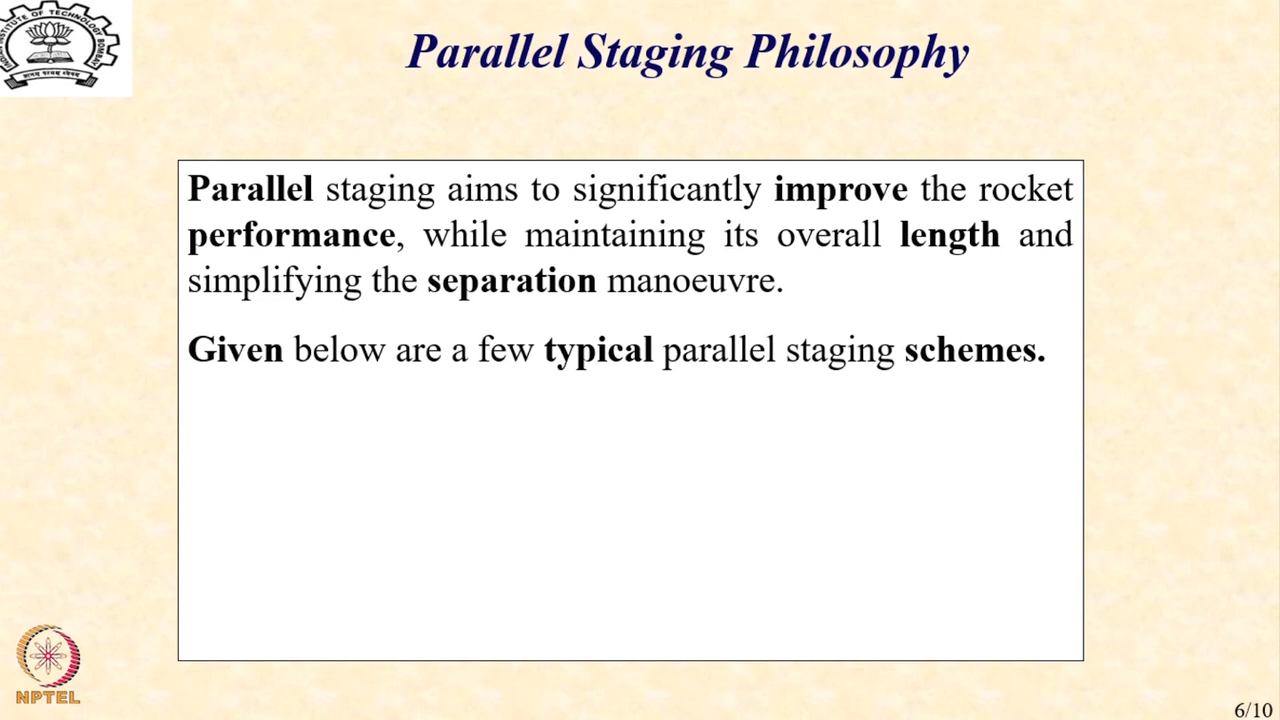 Parallel Staging Philosophy
Parallel staging aims to significantly improve the rocket
performance, while maintaining its overall length and
simplifying the separation manoeuvre.
Given below are a few typical parallel staging schemes.
NPTEL
6/10